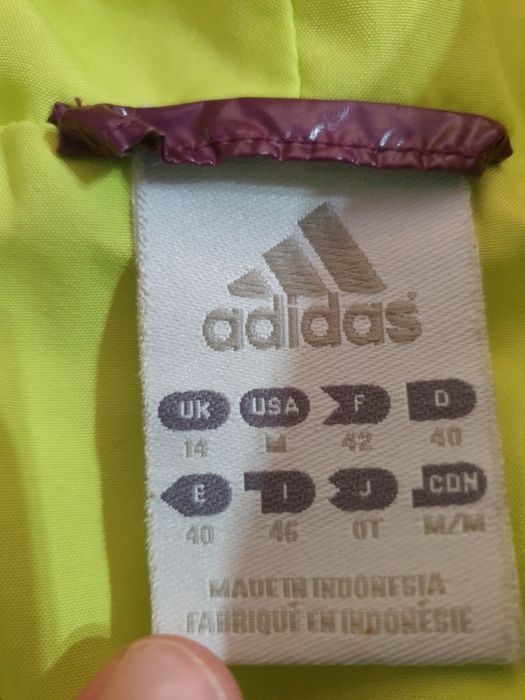 adidas
UK USA F D
14 M 42 40
E I J CDN
40 46 OT M/M
MADE IN INDONESIA
FABRIQUÉ EN INDONÉSIE